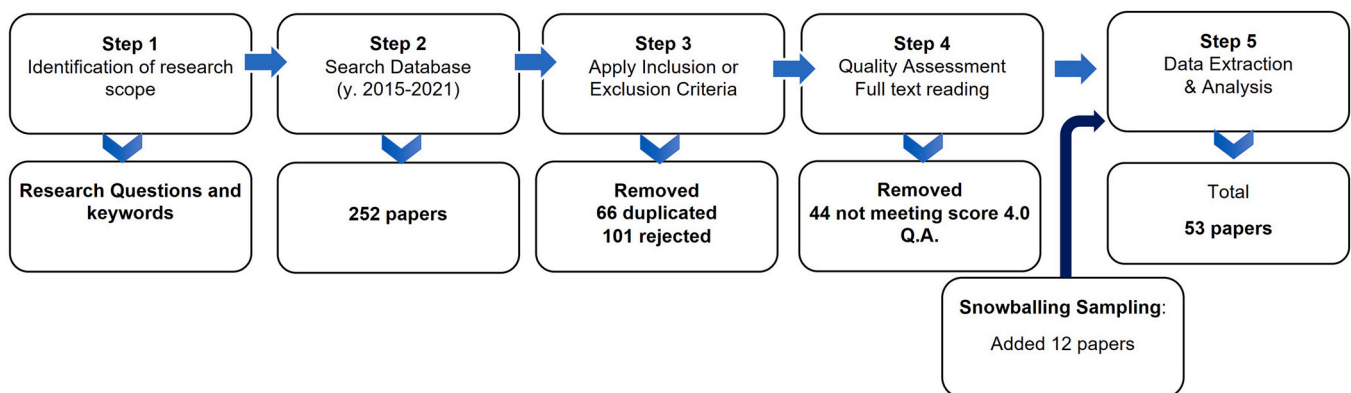 Step 1
Identification of research
scope
Research Questions and
keywords
Step 2
Search Database
(y. 2015-2021)
252 papers
Step 3
Apply Inclusion or
Exclusion Criteria
Removed
66 duplicated
101 rejected
Step 4
Quality Assessment
Full text reading
Removed
44 not meeting score 4.0
Q.A.
Step 5
Data Extraction
& Analysis
Total
53 papers
Snowballing Sampling:
Added 12 papers